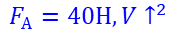 F_A = 40H, V ↑²